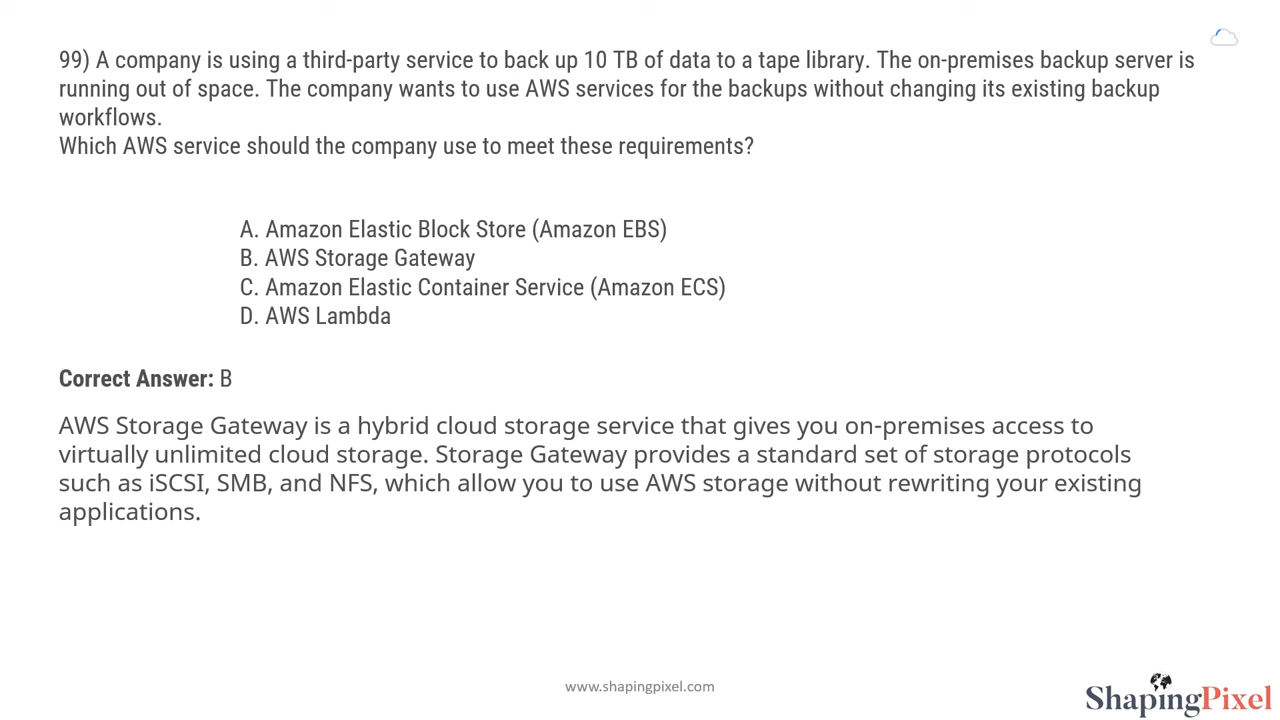 99) A company is using a third-party service to back up 10 TB of data to a tape library. The on-premises backup server is
running out of space. The company wants to use AWS services for the backups without changing its existing backup
workflows.
Which AWS service should the company use to meet these requirements?
A. Amazon Elastic Block Store (Amazon EBS)
B. AWS Storage Gateway
C. Amazon Elastic Container Service (Amazon ECS)
D. AWS Lambda
Correct Answer: B
AWS Storage Gateway is a hybrid cloud storage service that gives you on-premises access to
virtually unlimited cloud storage. Storage Gateway provides a standard set of storage protocols
such as iSCSI, SMB, and NFS, which allow you to use AWS storage without rewriting your existing
applications.
www.shapingpixel.com
ShapingPixel